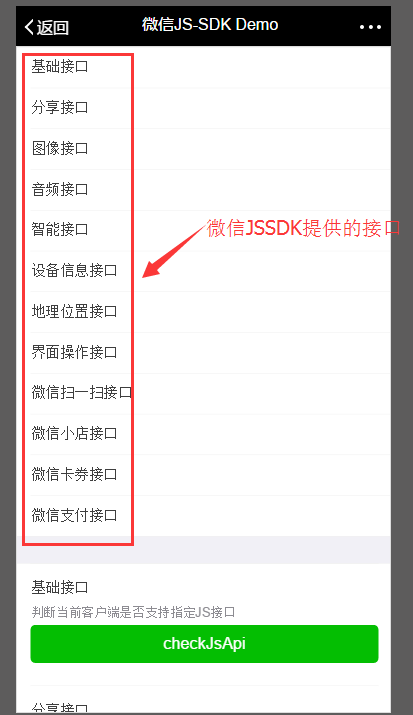 返回
微信JS-SDK Demo
基础接口
分享接口
图像接口
音频接口
智能接口
微信JSSDK提供的接口
设备信息接口
地理位置接口
界面操作接口
微信扫一扫接口
微信小店接口
微信卡券接口
微信支付接口
基础接口
判断当前客户端是否支持指定JS接口
checkJsApi
分享接口